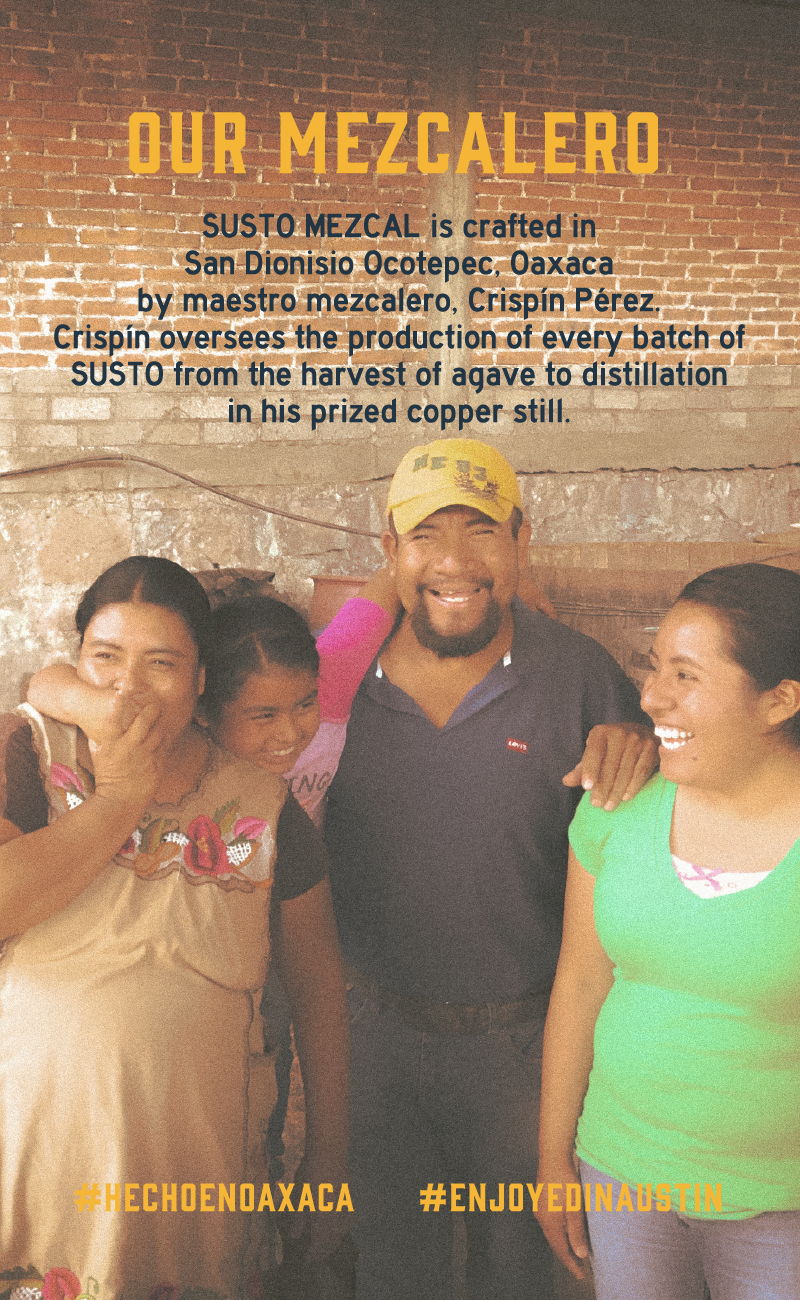 OUR MEZCALERO
SUSTO MEZCAL is crafted in
San Dionisio Ocotepec, Oaxaca
by maestro mezcalero, Crispín Pérez.
Crispín oversees the production of every batch of
SUSTO from the harvest of agave to distillation
in his prized copper still.
LEVI'S
#HECHOENOAXACA #ENJOYEDINAUSTIN